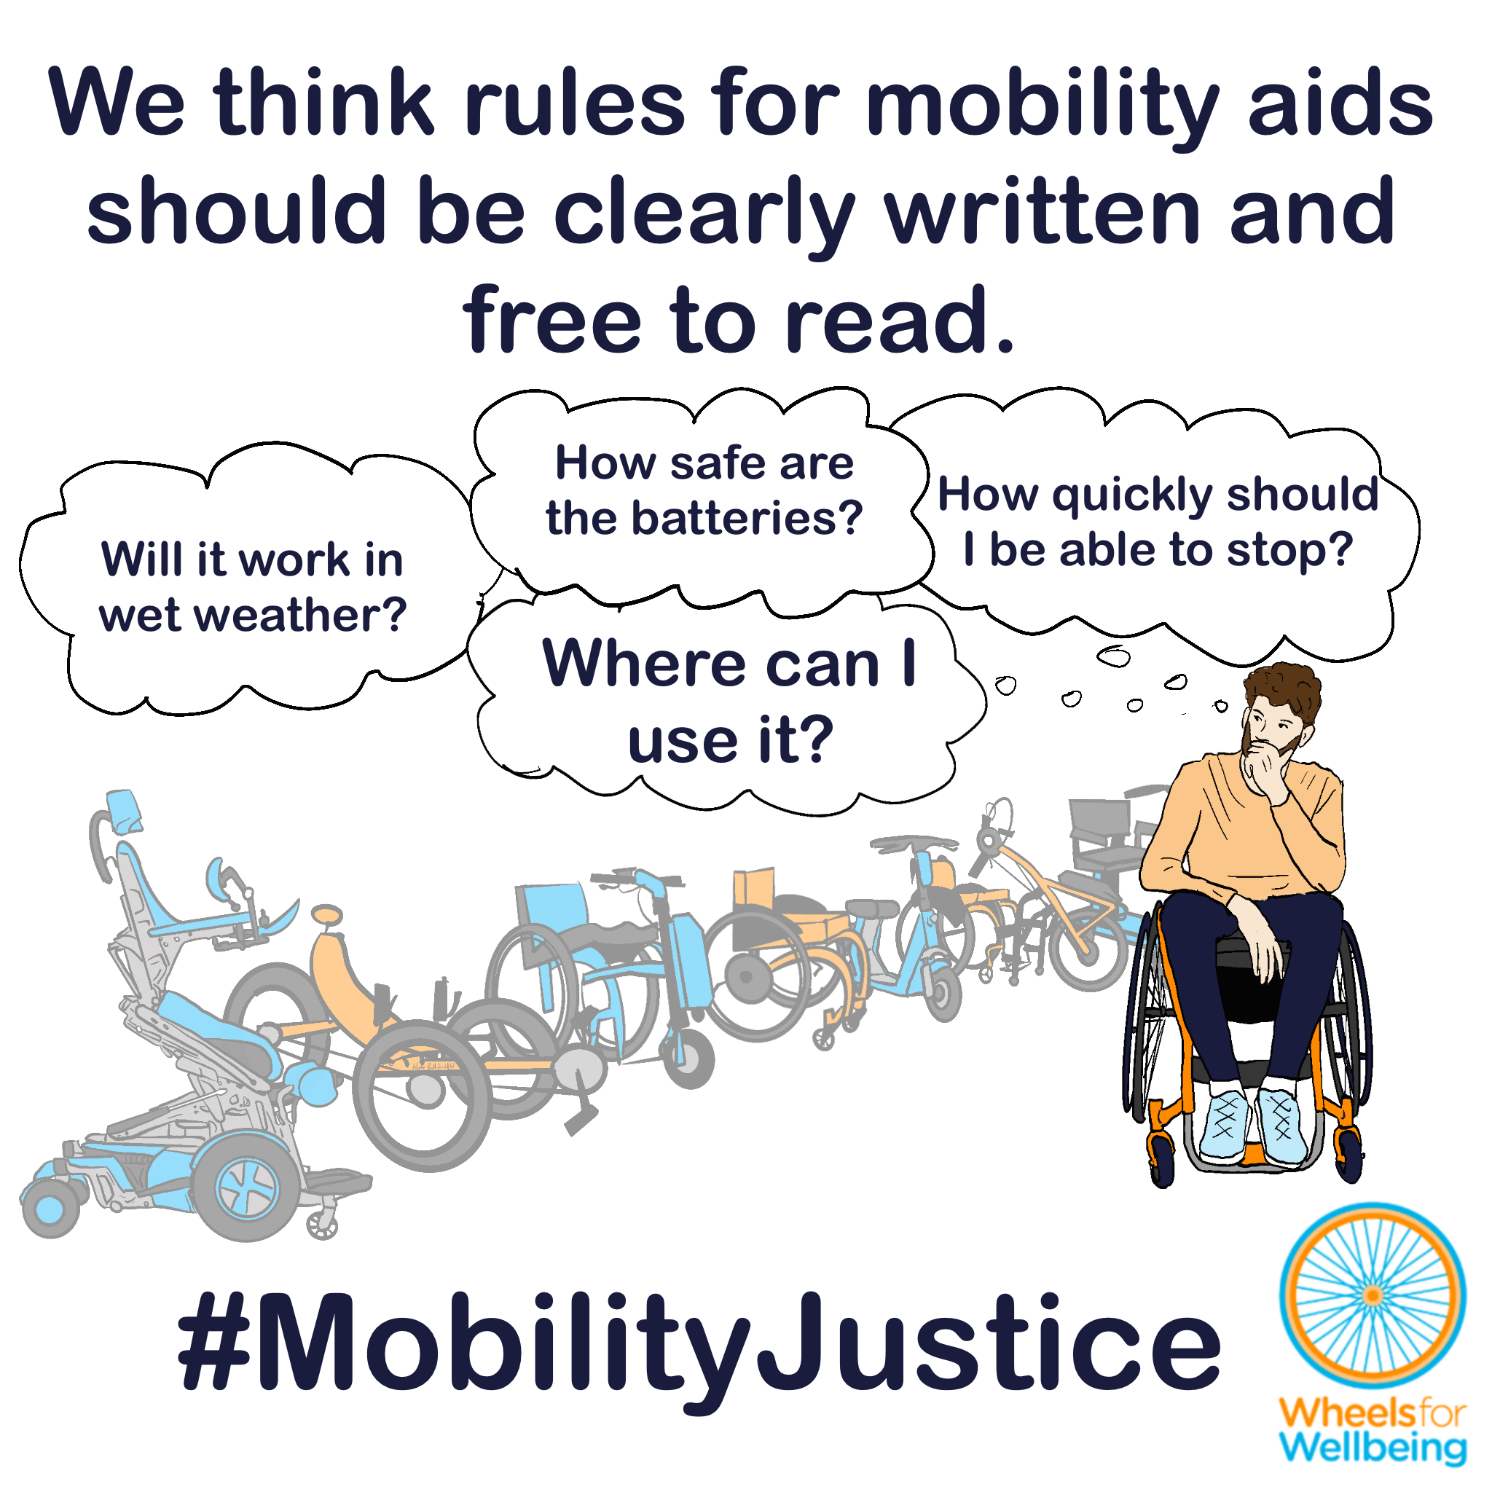 We think rules for mobility aids
should be clearly written and
free to read.
Will it work in
wet weather?
How safe are
the batteries?
How quickly should
I be able to stop?
Where can I
use it?
#MobilityJustice
Wheelsfor
Wellbeing